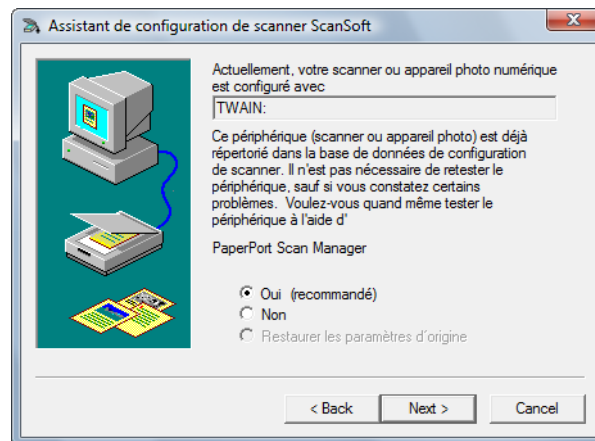 Assistant de configuration de scanner ScanSoft
Actuellement, votre scanner ou appareil photo numérique
est configuré avec
TWAIN:
Ce périphérique (scanner ou appareil photo) est déjà
répertorié dans la base de données de configuration
de scanner. Il n'est pas nécessaire de retester le
périphérique, sauf si vous constatez certains
problèmes. Voulez-vous quand même tester le
périphérique à l'aide d'
PaperPort Scan Manager
Oui (recommandé)
Non
Restaurer les paramètres d'origine
< Back
Next >
Cancel